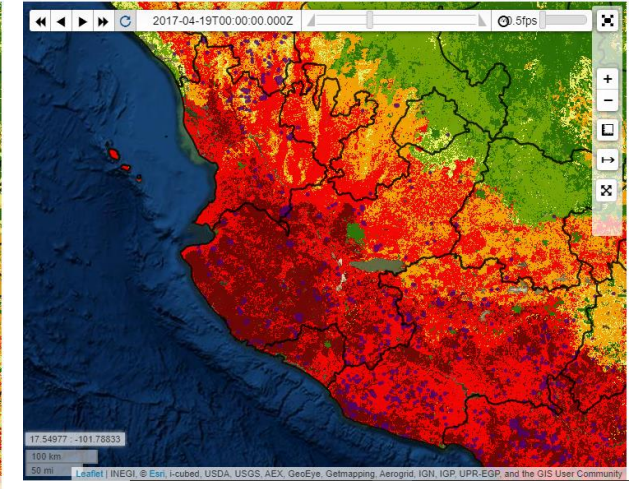 2017-04-19T00:00:00.000Z
0.5fps
+
−
17.54977 : -101.78833
100 km
50 mi
Leaflet | INEGI, © Esri, i-cubed, USDA, USGS, AEX, GeoEye, Getmapping, Aerogrid, IGN, IGP, UPR-EGP, and the GIS User Community